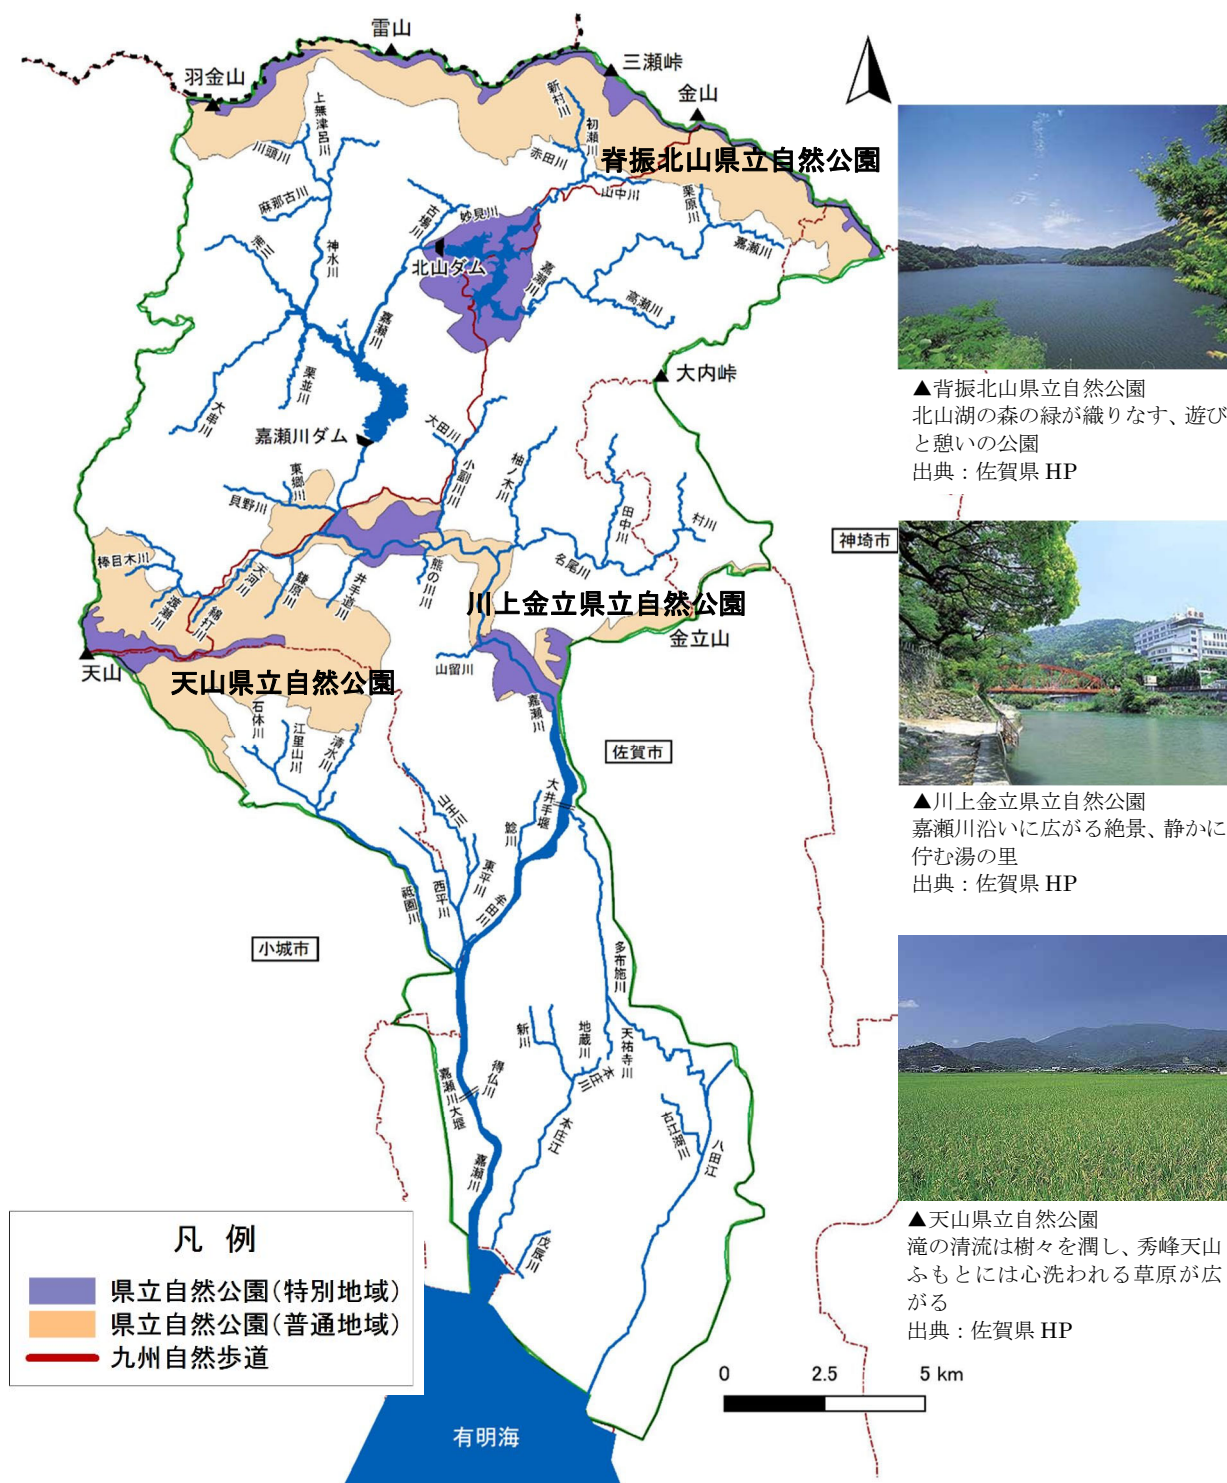 雷山
羽金山
三瀬峠
金山
上無津呂川
新村川
初瀬川
川頭川
赤田川
脊振北山県立自然公園
山中川
栗原川
麻那古川
古場川
妙見川
神水川
嘉瀬川
北山ダム
嘉瀬川
高瀬川
嘉瀬川
大内峠
栗並川
大串川
嘉瀬川ダム
大田川
小副川川
柚ノ木川
東郷川
貝野川
田中川
村川
神埼市
名尾川
棒目木川
天河川
鎌原川
井手道川
熊の川川
渡瀬川
綿打川
川上金立県立自然公園
金立山
天山
山留川
天山県立自然公園
嘉瀬川
石体川
江里山川
清水川
佐賀市
大井手堰
鯰川
東平川
西平川
牟田川
祇園川
小城市
多布施川
新川
地蔵川
天祐寺川
本庄川
得仏川
嘉瀬川大堰
本庄江
八田江
嘉瀬川
戊辰川
凡 例
県立自然公園(特別地域)
県立自然公園(普通地域)
九州自然歩道
0 2.5 5 km
有明海
▲背振北山県立自然公園
北山湖の森の緑が織りなす、遊び
と憩いの公園
出典：佐賀県 HP
▲川上金立県立自然公園
嘉瀬川沿いに広がる絶景、静かに
佇む湯の里
出典：佐賀県 HP
▲天山県立自然公園
滝の清流は樹々を潤し、秀峰天山
ふもとには心洗われる草原が広
がる
出典：佐賀県 HP